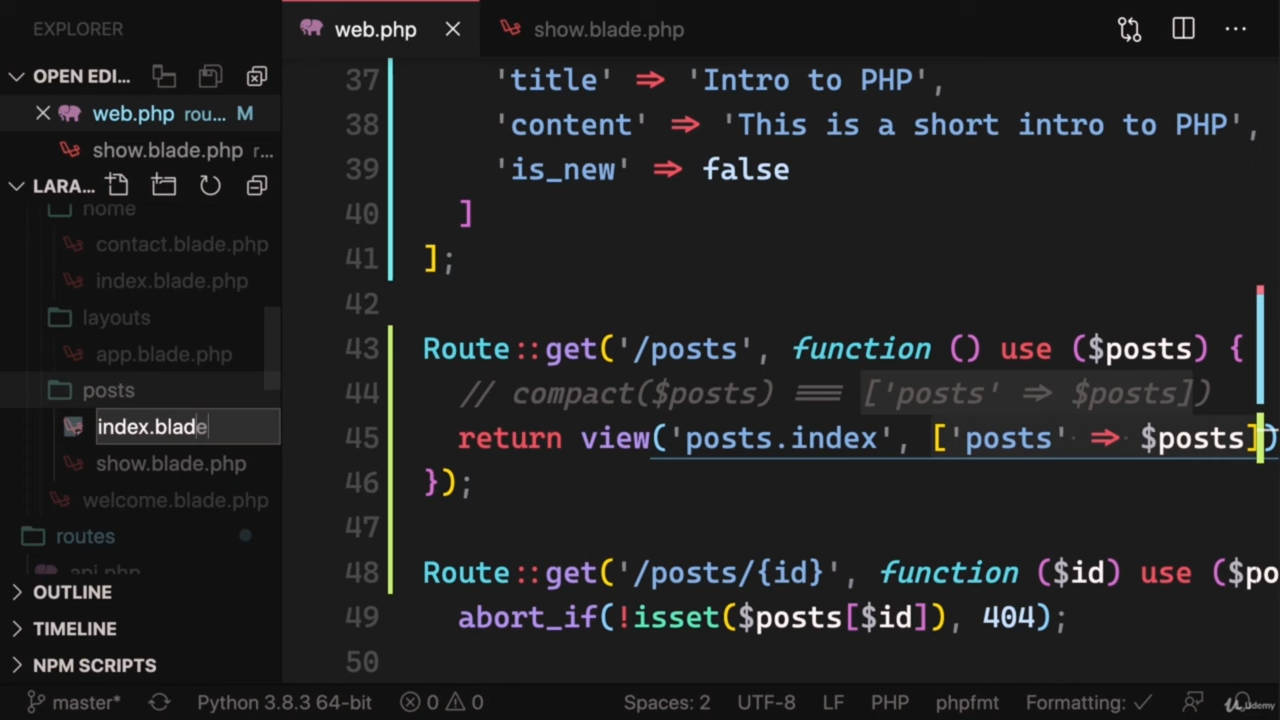 EXPLORER
web.php
show.blade.php
OPEN EDI...
web.php rou... M
show.blade.php r...
LARA...
home
contact.blade.php
index.blade.php
layouts
app.blade.php
posts
index.blade
show.blade.php
welcome.blade.php
routes
api.php
OUTLINE
TIMELINE
NPM SCRIPTS
37 'title' => 'Intro to PHP',
38 'content' => 'This is a short intro to PHP',
39 'is_new' => false
40 ]
41 ];
42
43 Route::get('/posts', function () use ($posts) {
44 // compact($posts) === ['posts' => $posts])
45 return view('posts.index', ['posts' => $posts])
46 });
47
48 Route::get('/posts/{id}', function ($id) use ($po
49 abort_if(!isset($posts[$id]), 404);
50
master* Python 3.8.3 64-bit 0 0 Spaces: 2 UTF-8 LF PHP phpfmt Formatting: ✓
Udemy